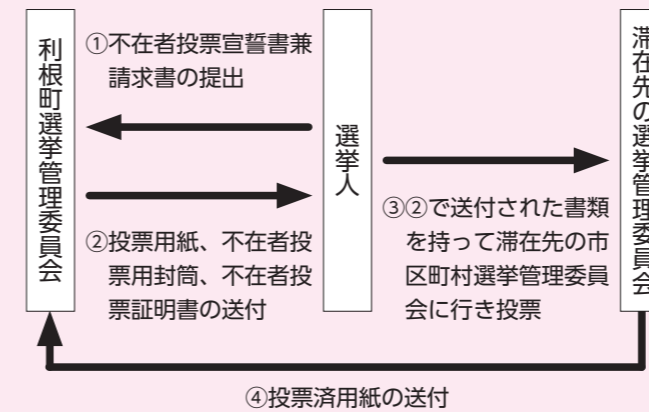 利根町選挙管理委員会
①不在者投票宣誓書兼
請求書の提出
②投票用紙、不在者投
票用封筒、不在者投
票証明書の送付
選挙人
③②で送付された書類
を持って滞在先の市
区町村選挙管理委員
会に行き投票
滞在先の選挙管理委員会
④投票済用紙の送付